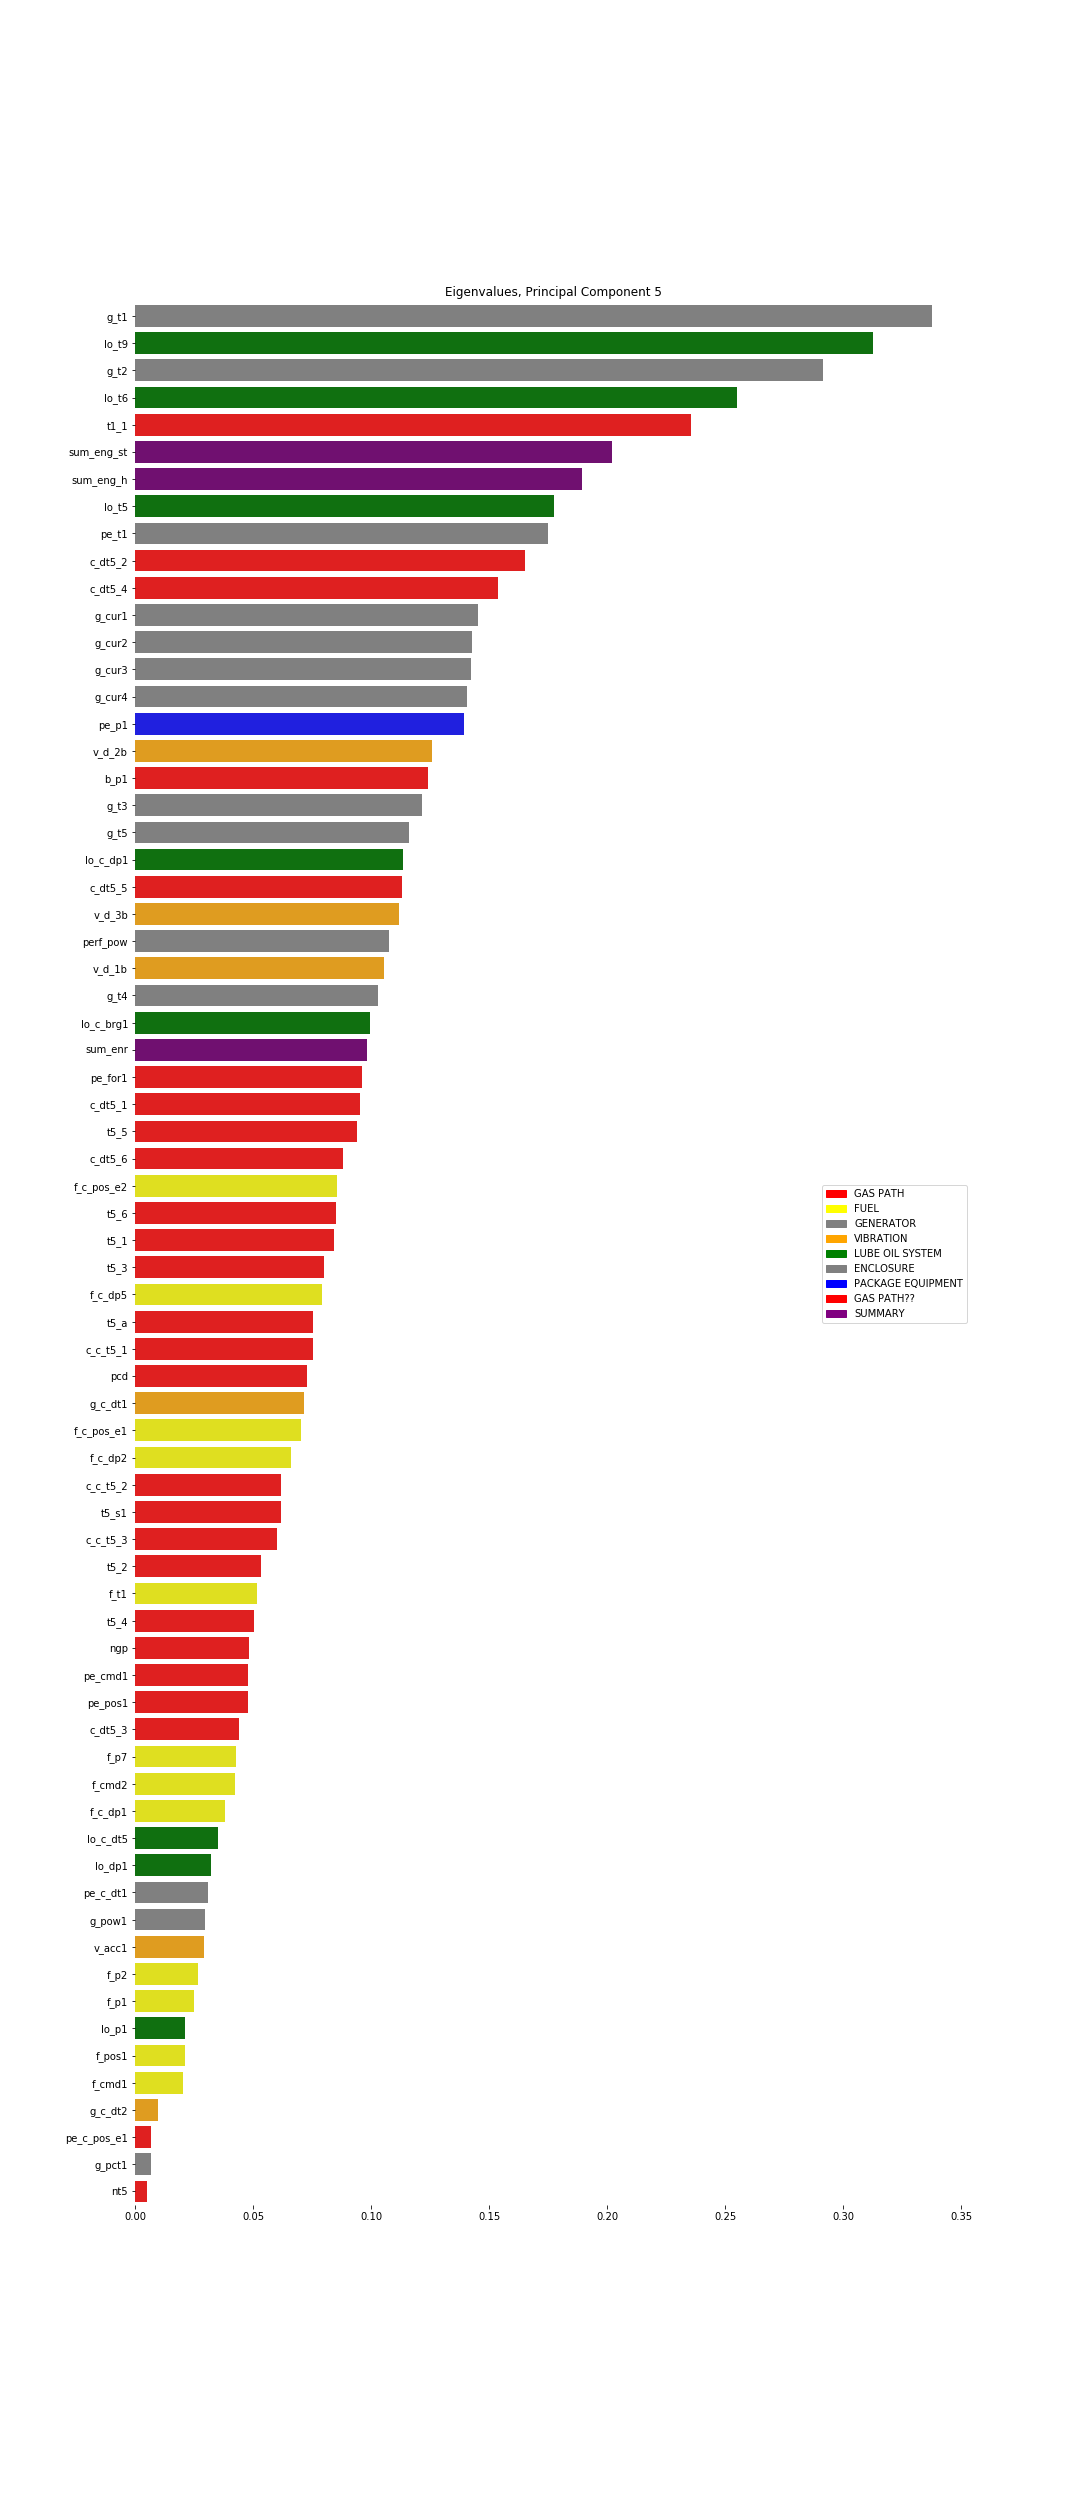 Eigenvalues, Principal Component 5
g_t1
lo_t9
g_t2
lo_t6
t1_1
sum_eng_st
sum_eng_h
lo_t5
pe_t1
c_dt5_2
c_dt5_4
g_cur1
g_cur2
g_cur3
g_cur4
pe_p1
v_d_2b
b_p1
g_t3
g_t5
lo_c_dp1
c_dt5_5
v_d_3b
perf_pow
v_d_1b
g_t4
lo_c_brg1
sum_enr
pe_for1
c_dt5_1
t5_5
c_dt5_6
f_c_pos_e2
t5_6
t5_1
t5_3
f_c_dp5
t5_a
c_c_t5_1
pcd
g_c_dt1
f_c_pos_e1
f_c_dp2
c_c_t5_2
t5_s1
c_c_t5_3
t5_2
f_t1
t5_4
ngp
pe_cmd1
pe_pos1
c_dt5_3
f_p7
f_cmd2
f_c_dp1
lo_c_dt5
lo_dp1
pe_c_dt1
g_pow1
v_acc1
f_p2
f_p1
lo_p1
f_pos1
f_cmd1
g_c_dt2
pe_c_pos_e1
g_pct1
nt5
0.00 0.05 0.10 0.15 0.20 0.25 0.30 0.35
GAS PATH
FUEL
GENERATOR
VIBRATION
LUBE OIL SYSTEM
ENCLOSURE
PACKAGE EQUIPMENT
GAS PATH??
SUMMARY